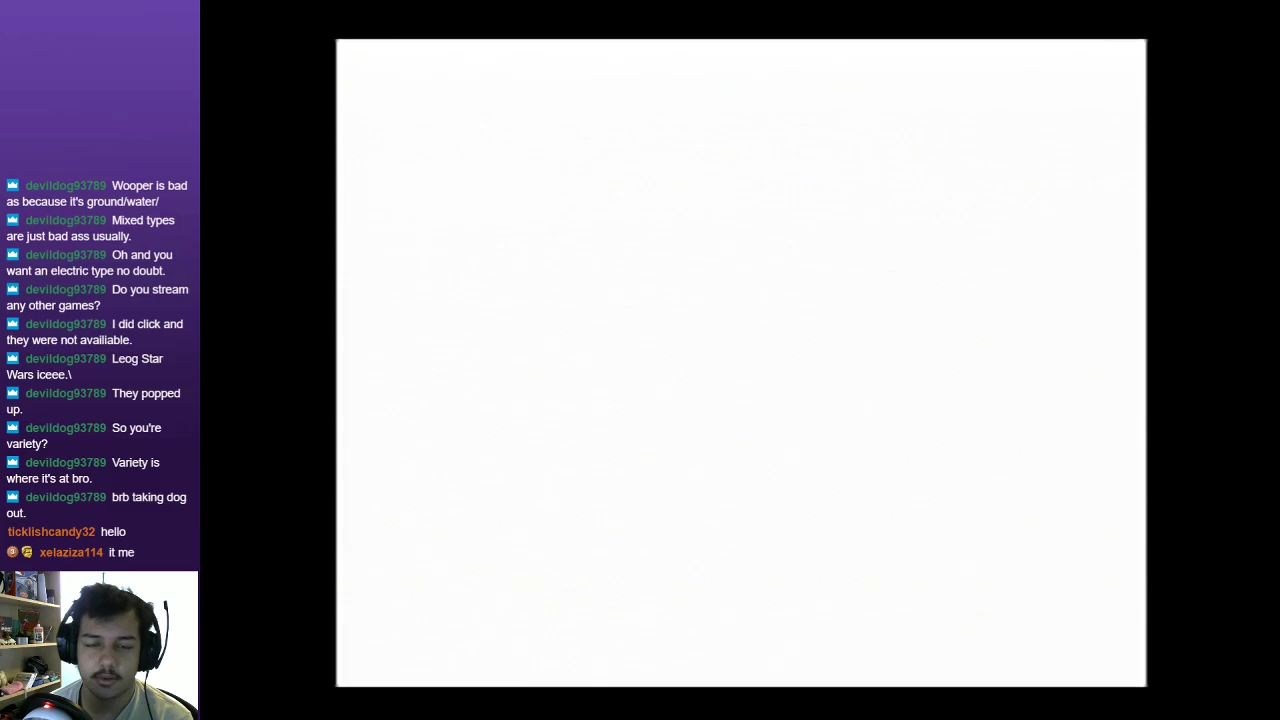 devildog93789 Wooper is bad
as because it's ground/water/
devildog93789 Mixed types
are just bad ass usually.
devildog93789 Oh and you
want an electric type no doubt.
devildog93789 Do you stream
any other games?
devildog93789 I did click and
they were not availiable.
devildog93789 Leog Star
Wars iceee.\
devildog93789 They popped
up.
devildog93789 So you're
variety?
devildog93789 Variety is
where it's at bro.
devildog93789 brb taking dog
out.
ticklishcandy32 hello
xelaziza114 it me